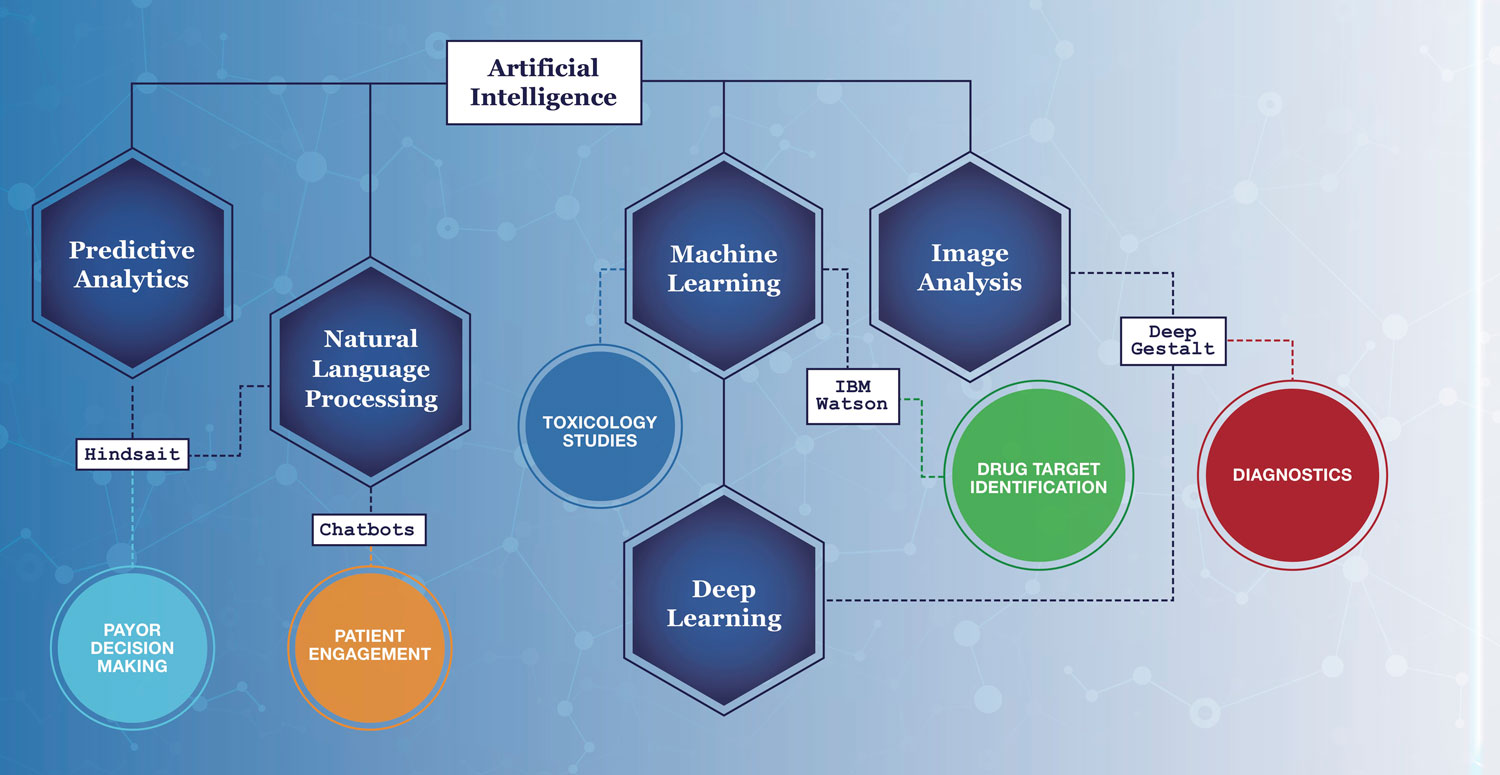 Artificial
Intelligence
Predictive
Analytics
Natural
Language
Processing
Machine
Learning
Image
Analysis
Deep
Gestalt
IBM
Watson
Hindsait
Chatbots
TOXICOLOGY
STUDIES
DRUG TARGET
IDENTIFICATION
DIAGNOSTICS
Deep
Learning
PAYOR
DECISION
MAKING
PATIENT
ENGAGEMENT